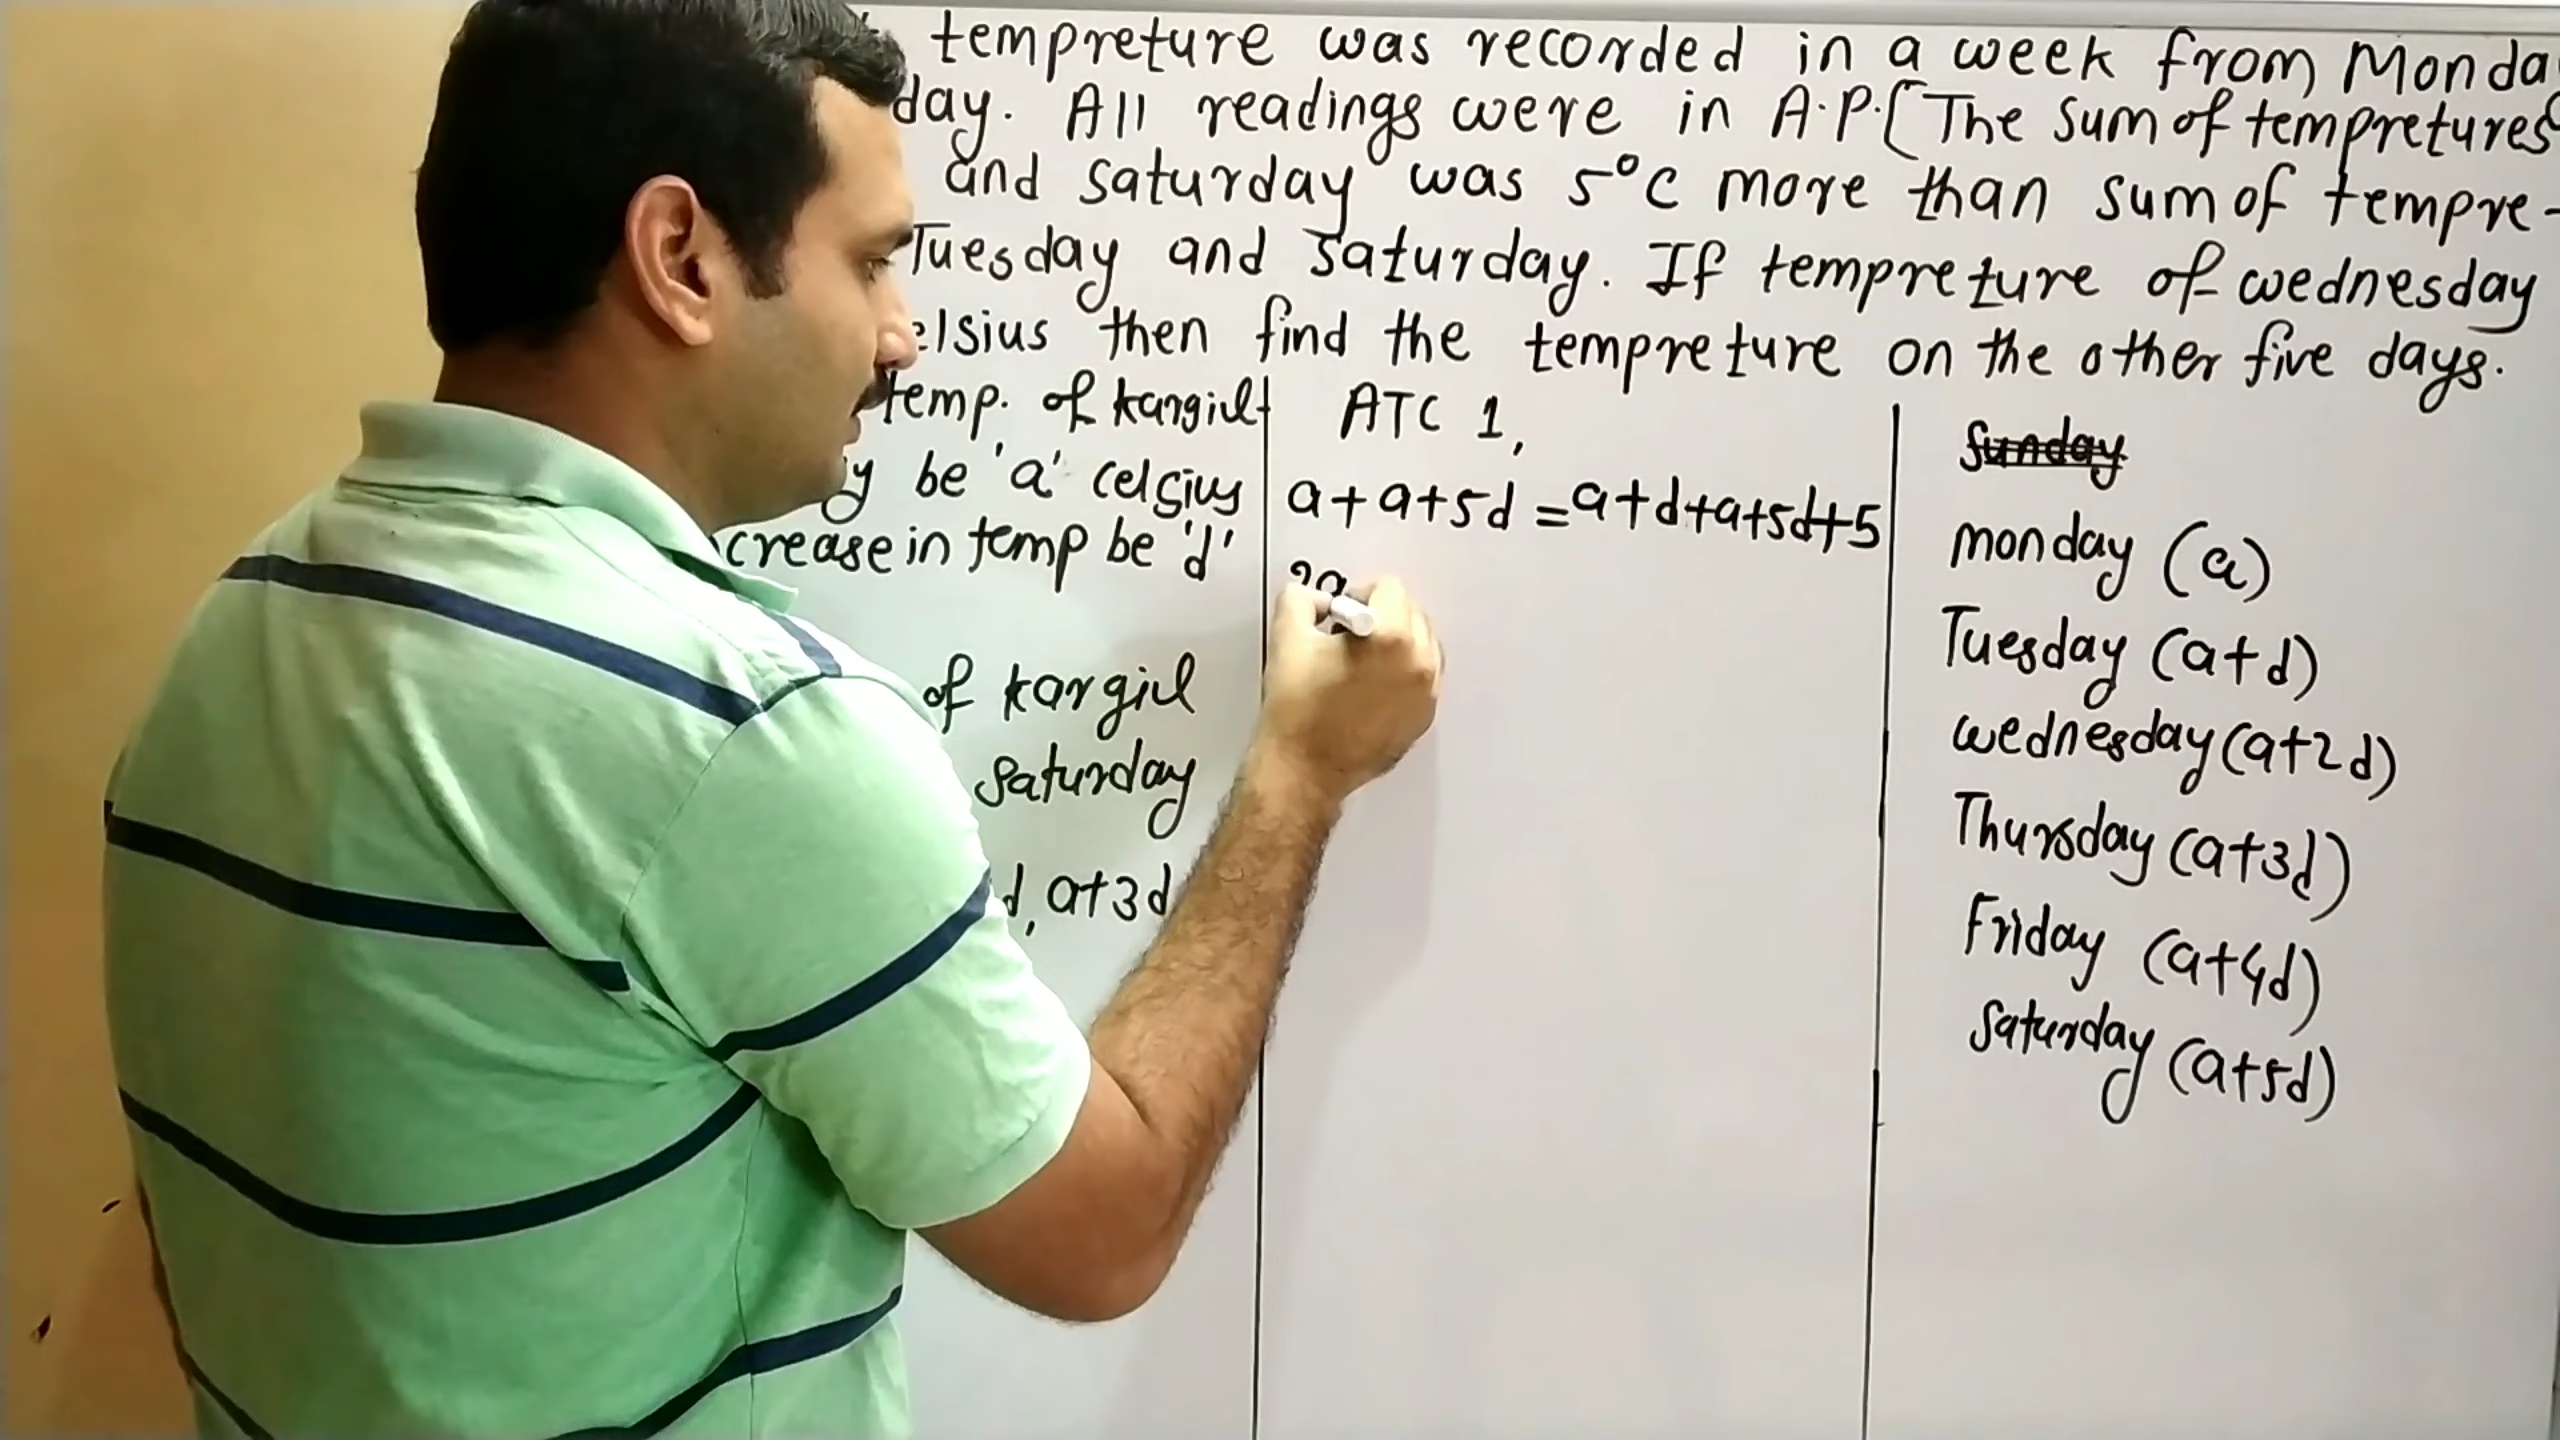 tempreture was recorded in a week from Monda
day. All readings were in A.P.[The sum of tempretures
and saturday was 5°C more than sum of tempre-
Tuesday and saturday. If tempreture of wednesday
elsius then find the tempreture on the other five days.
temp. of kargil
y be 'a' celsius
crease in temp be 'd'
of kargil
saturday
d, a+3d
ATC 1,
a + a+5d = a+d+a+5d+5
2a
sunday
monday (a)
Tuesday (a+d)
wednesday (a+2d)
Thursday (a+3d)
Friday (a+4d)
saturday (a+5d)